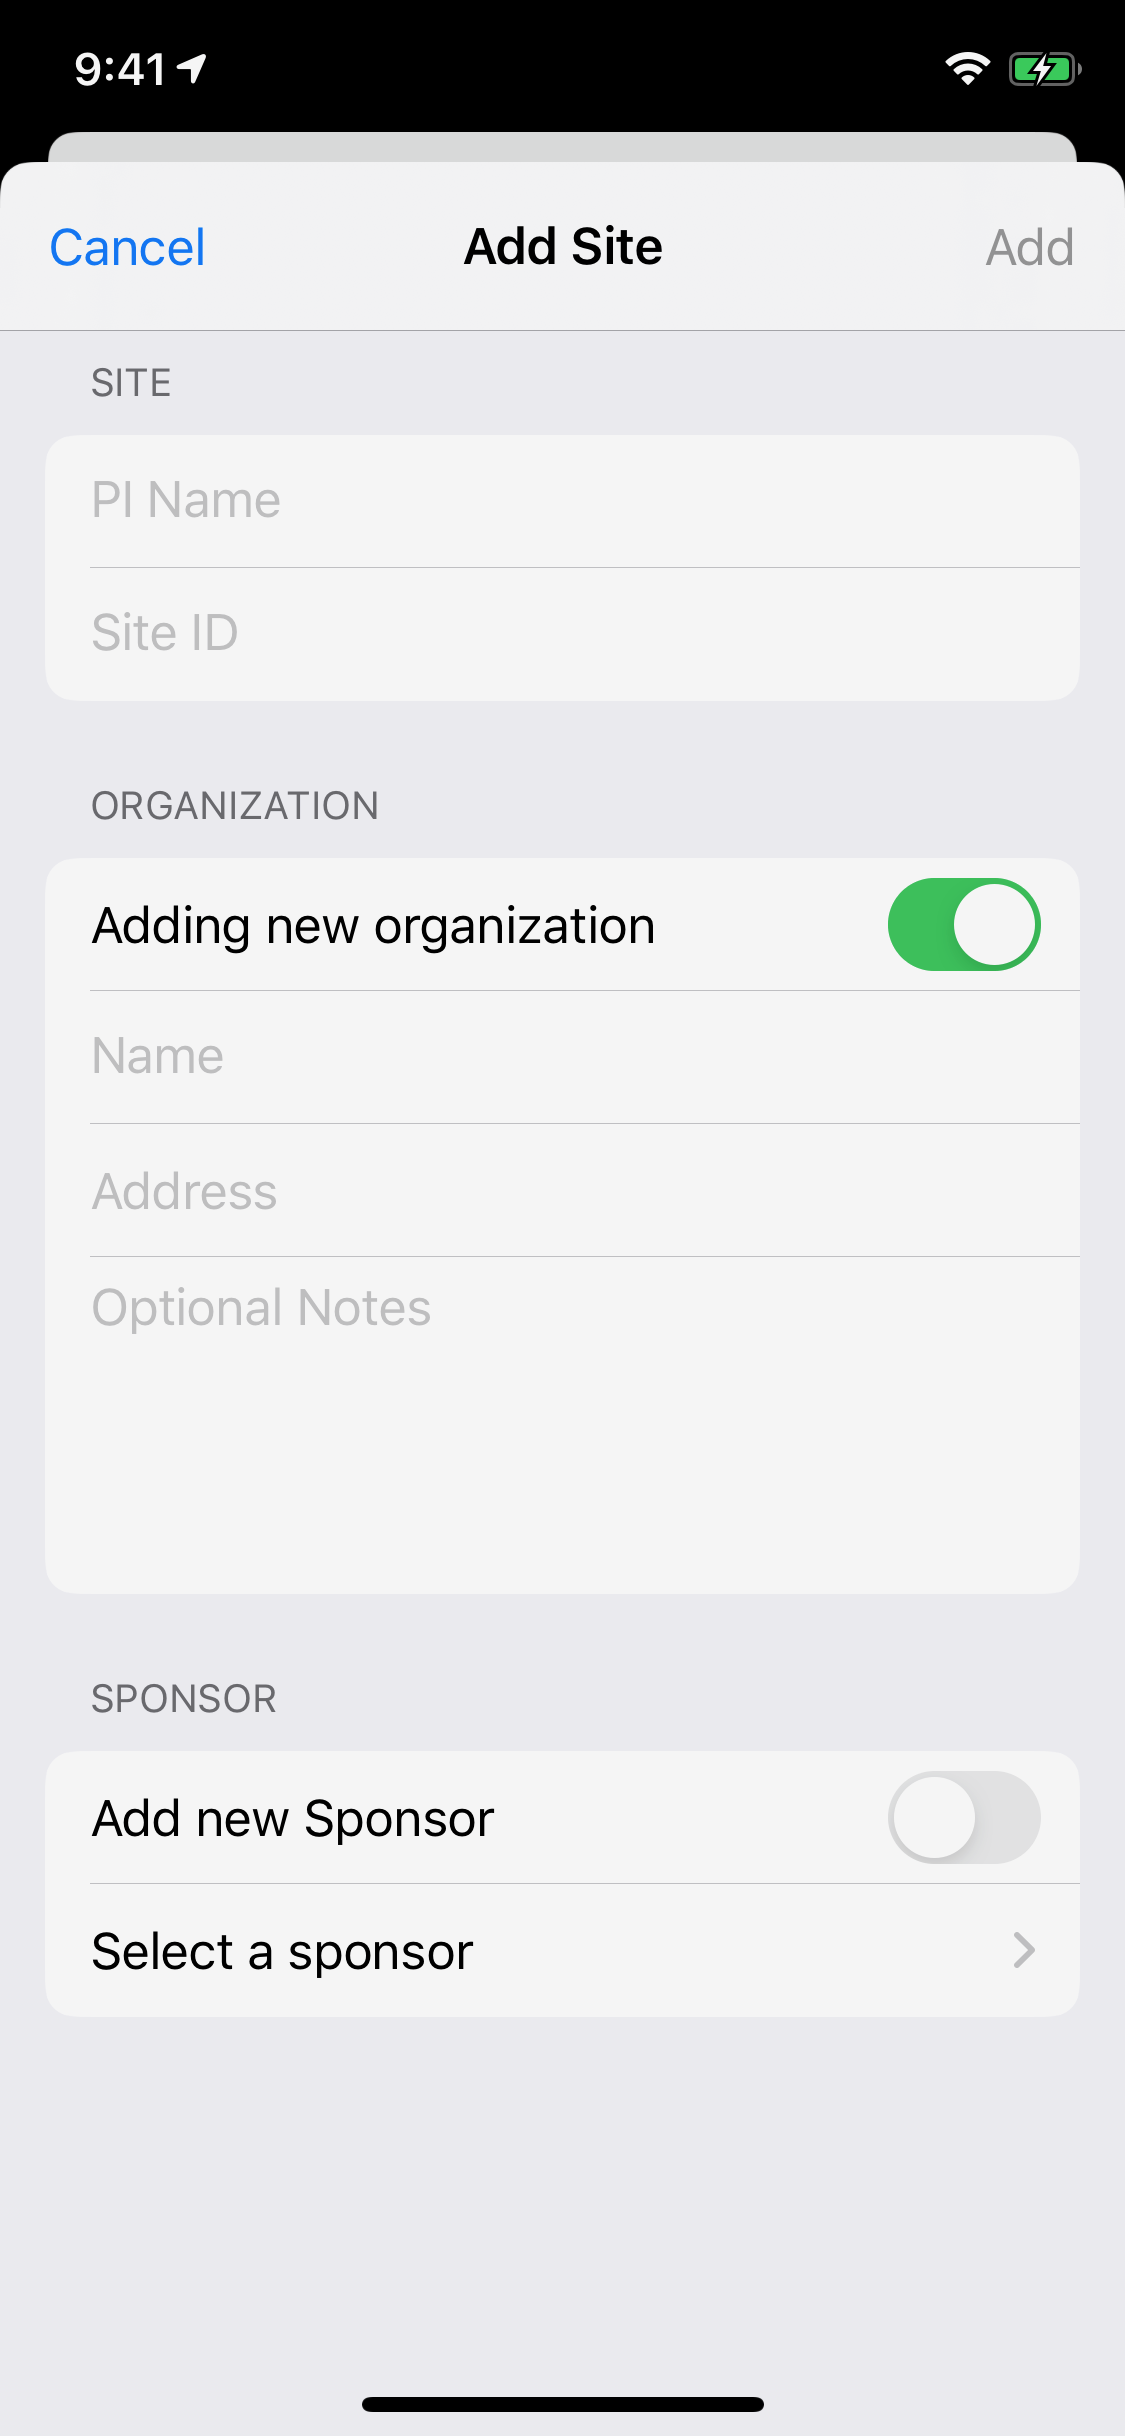 9:41
Cancel
Add Site
Add
SITE
PI Name
Site ID
ORGANIZATION
Adding new organization
Name
Address
Optional Notes
SPONSOR
Add new Sponsor
Select a sponsor